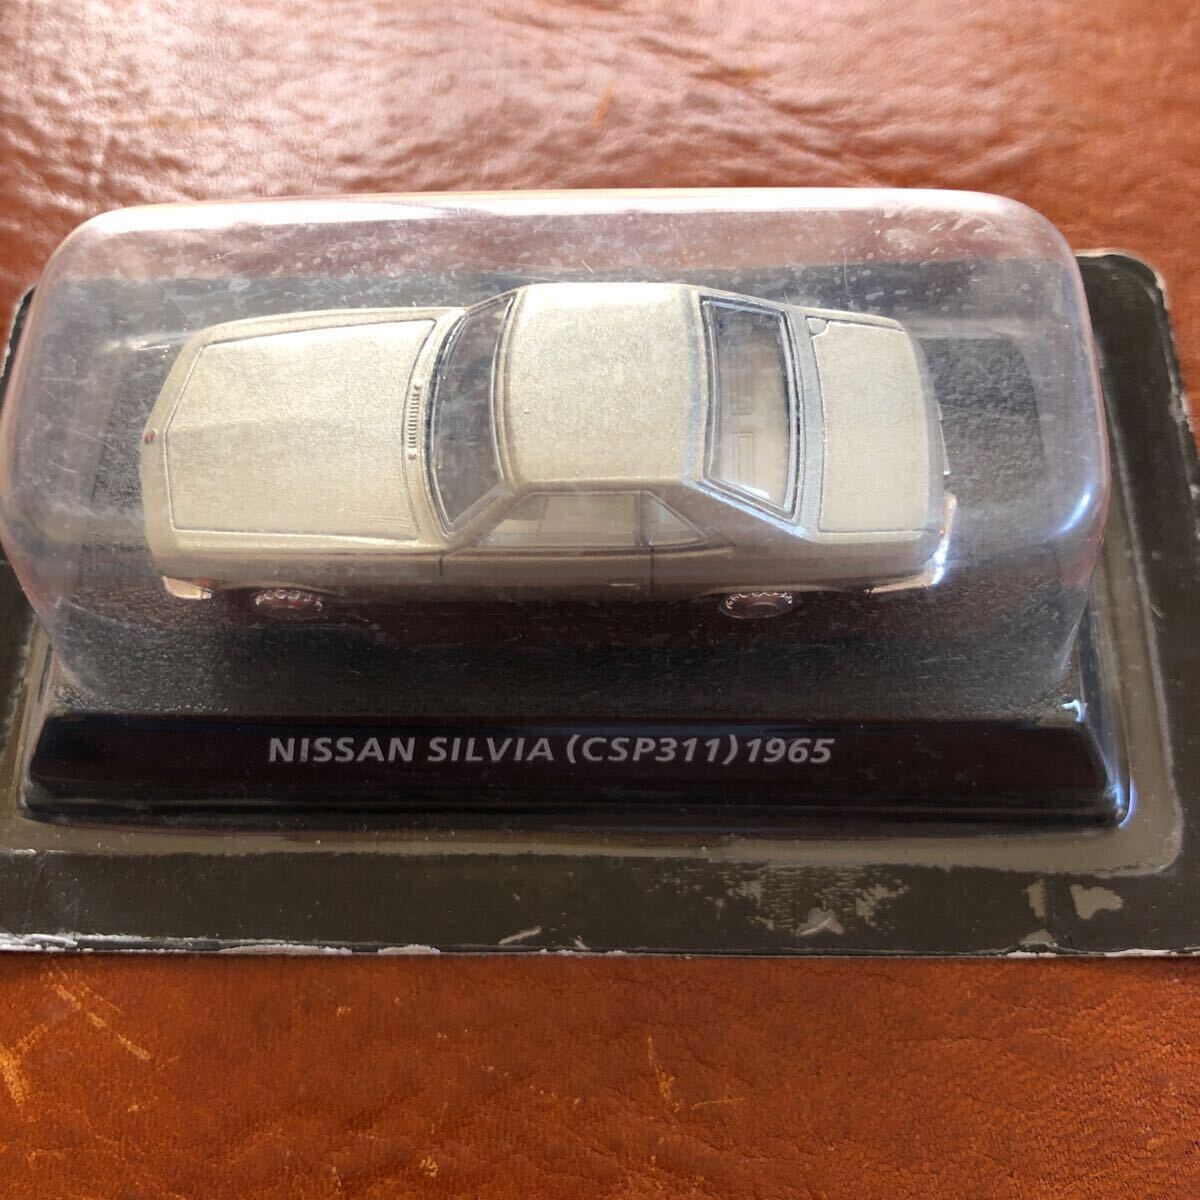 NISSAN SILVIA (CSP311) 1965